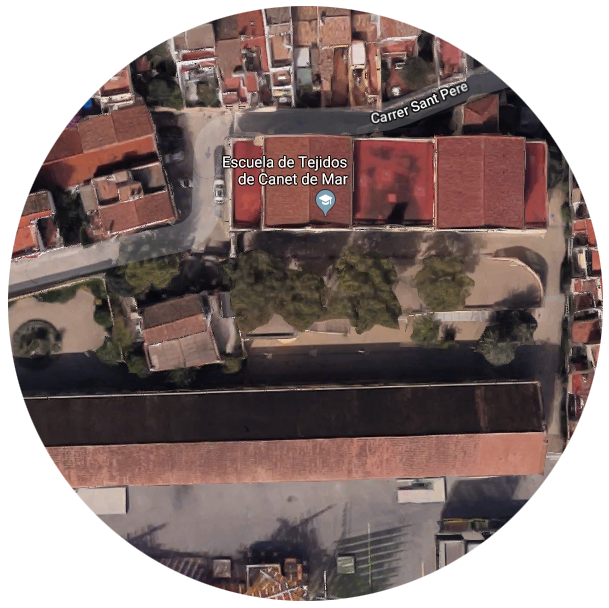 Carrer Sant Pere
Escuela de Tejidos
de Canet de Mar